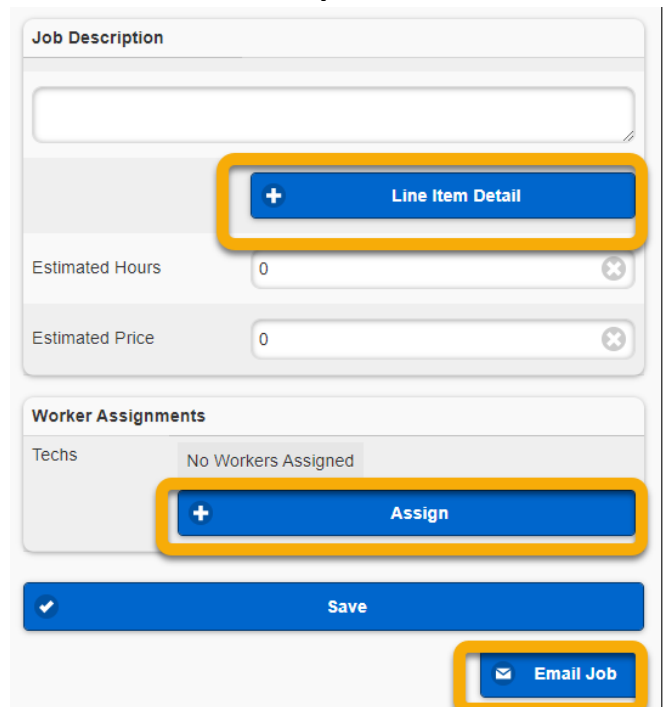 Job Description
Line Item Detail
Estimated Hours 0
Estimated Price 0
Worker Assignments
Techs No Workers Assigned
Assign
Save
Email Job